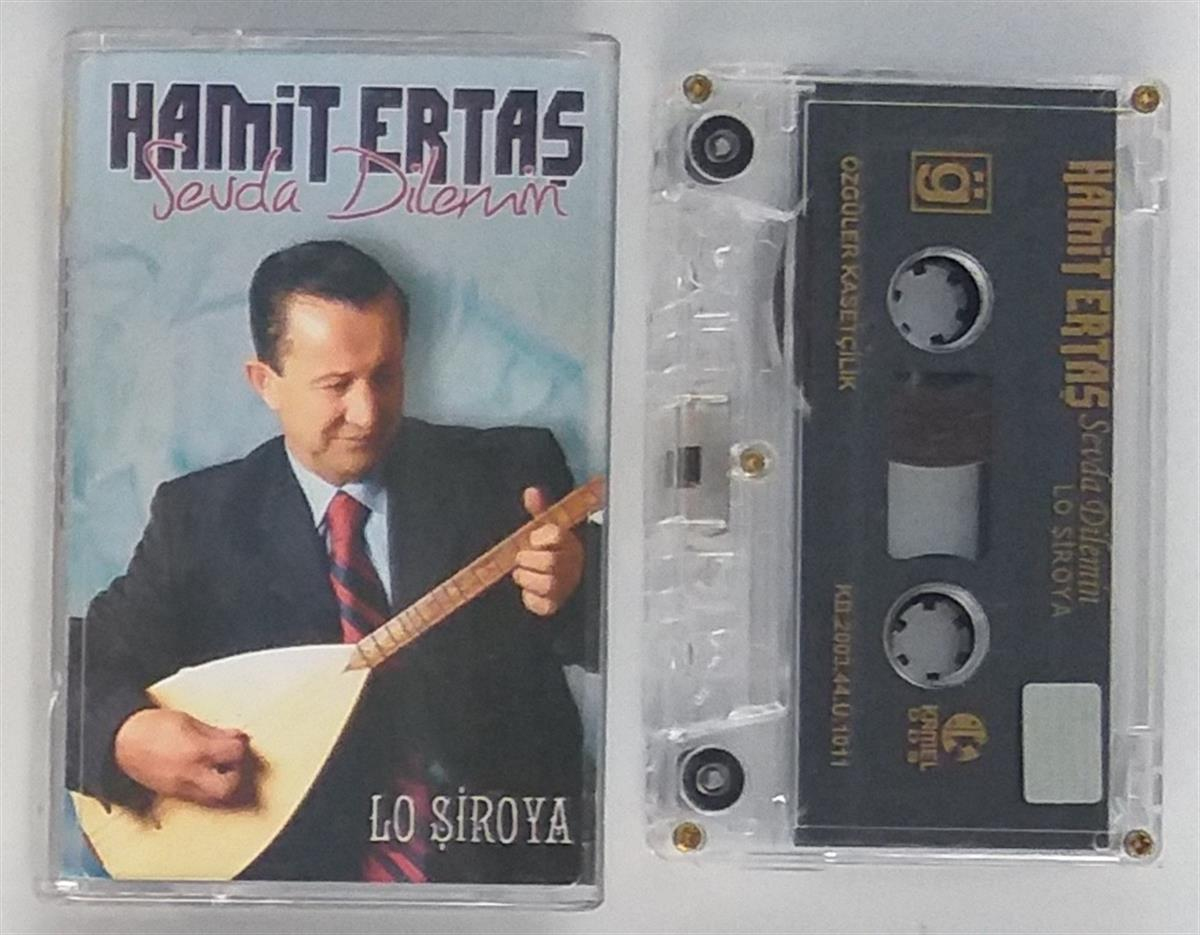 HAMİT ERTAŞ
Sevda Dilemin
LO ŞİROYA
HAMİT ERTAŞ Sevda Dilemin
LO ŞİROYA
ğ
ÖZGÜLER KASETÇİLİK
KB.2003.44.Ü.1011
KAMEL